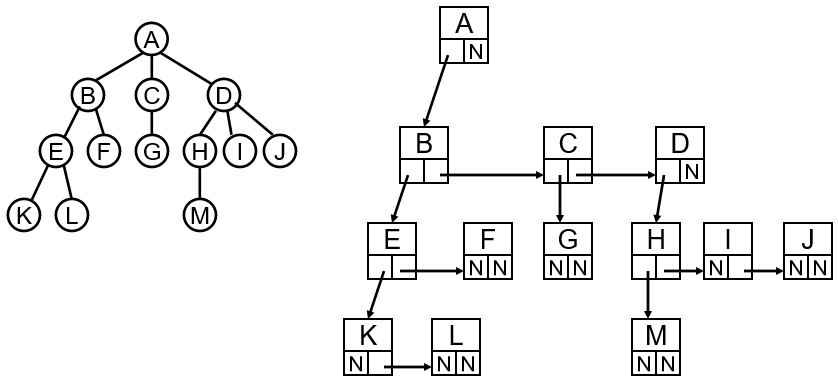 A
B C D
E F G H I J
K L M
A
N
B C D
N
E F G H I J
N N N N N N N
K L M
N N N N N